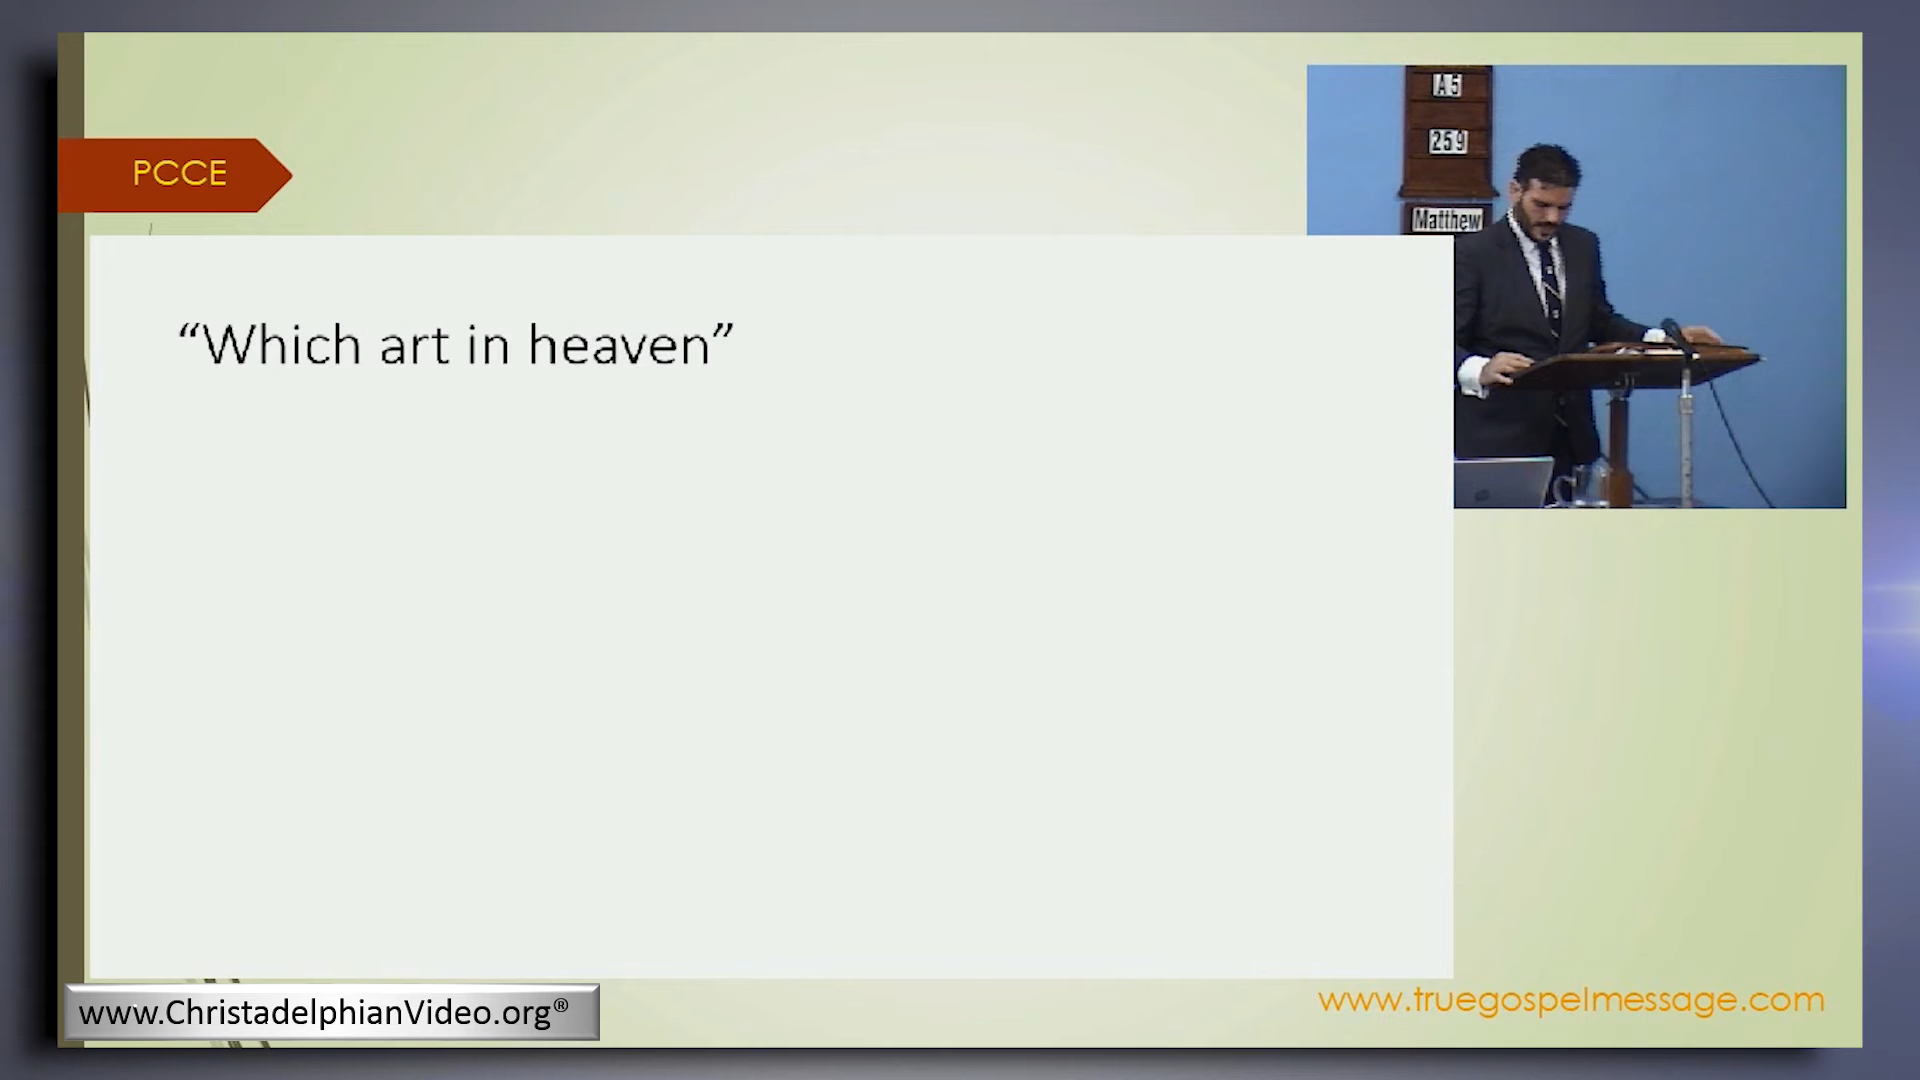 PCCE
A5
259
Matthew
“Which art in heaven”
www.ChristadelphianVideo.org®
www.truegospelmessage.com